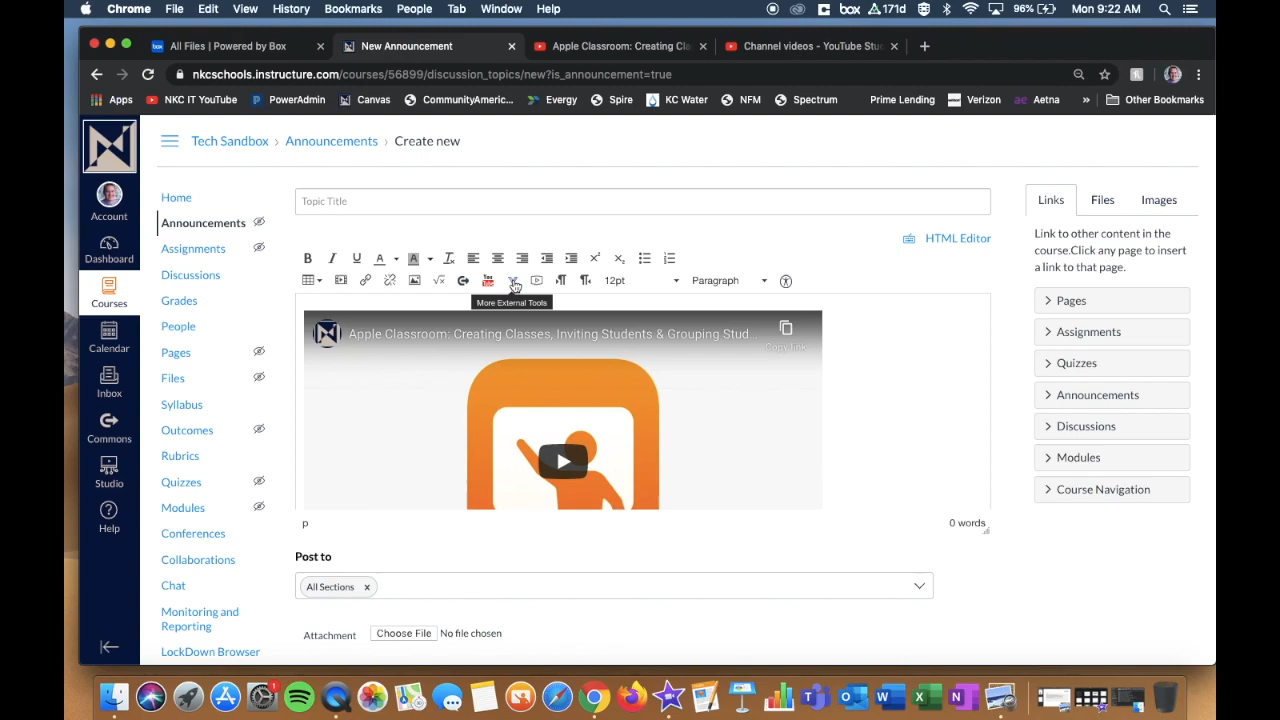 Chrome File Edit View History Bookmarks People Tab Window Help box 171d 96% Mon 9:22 AM
box All Files | Powered by Box × New Announcement × Apple Classroom: Creating Cla × Channel videos - YouTube Stu × +
nkcschools.instructure.com/courses/56899/discussion_topics/new?is_announcement=true
Apps NKC IT YouTube PowerAdmin Canvas CommunityAmeric... Evergy Spire KC Water NFM Spectrum Prime Lending Verizon ae Aetna » Other Bookmarks
Tech Sandbox › Announcements › Create new
Account
Dashboard
Courses
Calendar
Inbox
Commons
Studio
Help
Home
Announcements
Assignments
Discussions
Grades
People
Pages
Files
Syllabus
Outcomes
Rubrics
Quizzes
Modules
Conferences
Collaborations
Chat
Monitoring and
Reporting
LockDown Browser
Topic Title
HTML Editor
B I U A A
12pt Paragraph
More External Tools
Apple Classroom: Creating Classes, Inviting Students & Grouping Stud...
Copy link
p 0 words
Post to
All Sections ×
Attachment Choose File No file chosen
Links Files Images
Link to other content in the
course.Click any page to insert
a link to that page.
Pages
Assignments
Quizzes
Announcements
Discussions
Modules
Course Navigation